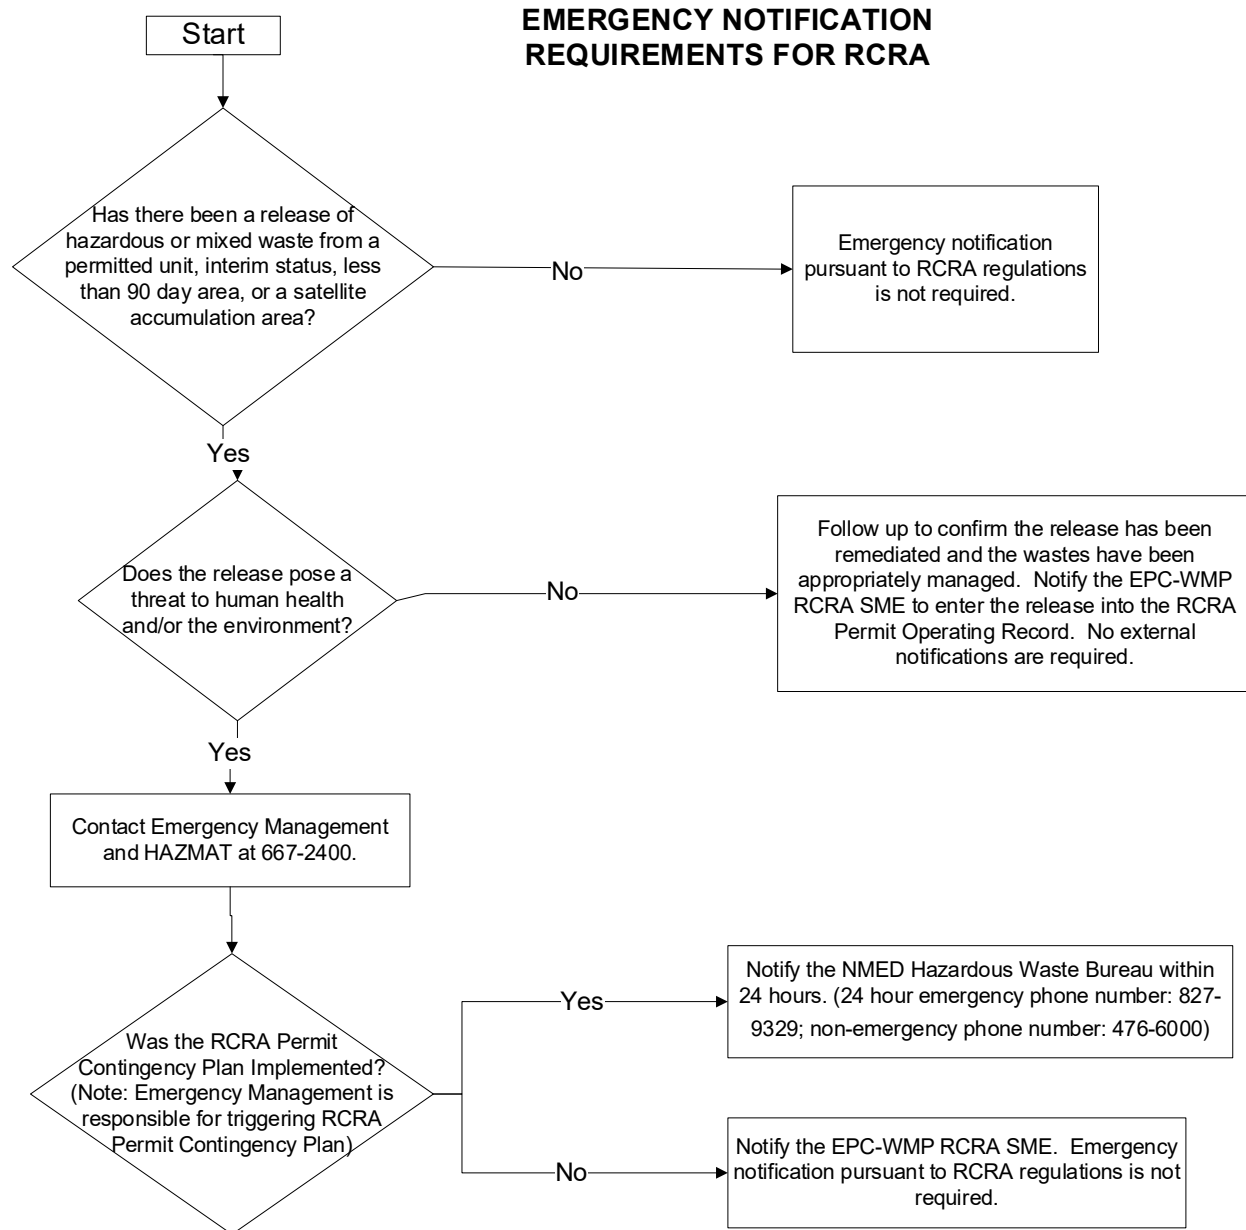 EMERGENCY NOTIFICATION
REQUIREMENTS FOR RCRA
Start
Has there been a release of
hazardous or mixed waste from a
permitted unit, interim status, less
than 90 day area, or a satellite
accumulation area?
No
Emergency notification
pursuant to RCRA regulations
is not required.
Yes
Does the release pose a
threat to human health
and/or the environment?
No
Follow up to confirm the release has been
remediated and the wastes have been
appropriately managed.  Notify the EPC-WMP
RCRA SME to enter the release into the RCRA
Permit Operating Record.  No external
notifications are required.
Yes
Contact Emergency Management
and HAZMAT at 667-2400.
Was the RCRA Permit
Contingency Plan Implemented?
(Note: Emergency Management is
responsible for triggering RCRA
Permit Contingency Plan)
Yes
Notify the NMED Hazardous Waste Bureau within
24 hours. (24 hour emergency phone number: 827-
9329; non-emergency phone number: 476-6000)
No
Notify the EPC-WMP RCRA SME.  Emergency
notification pursuant to RCRA regulations is not
required.